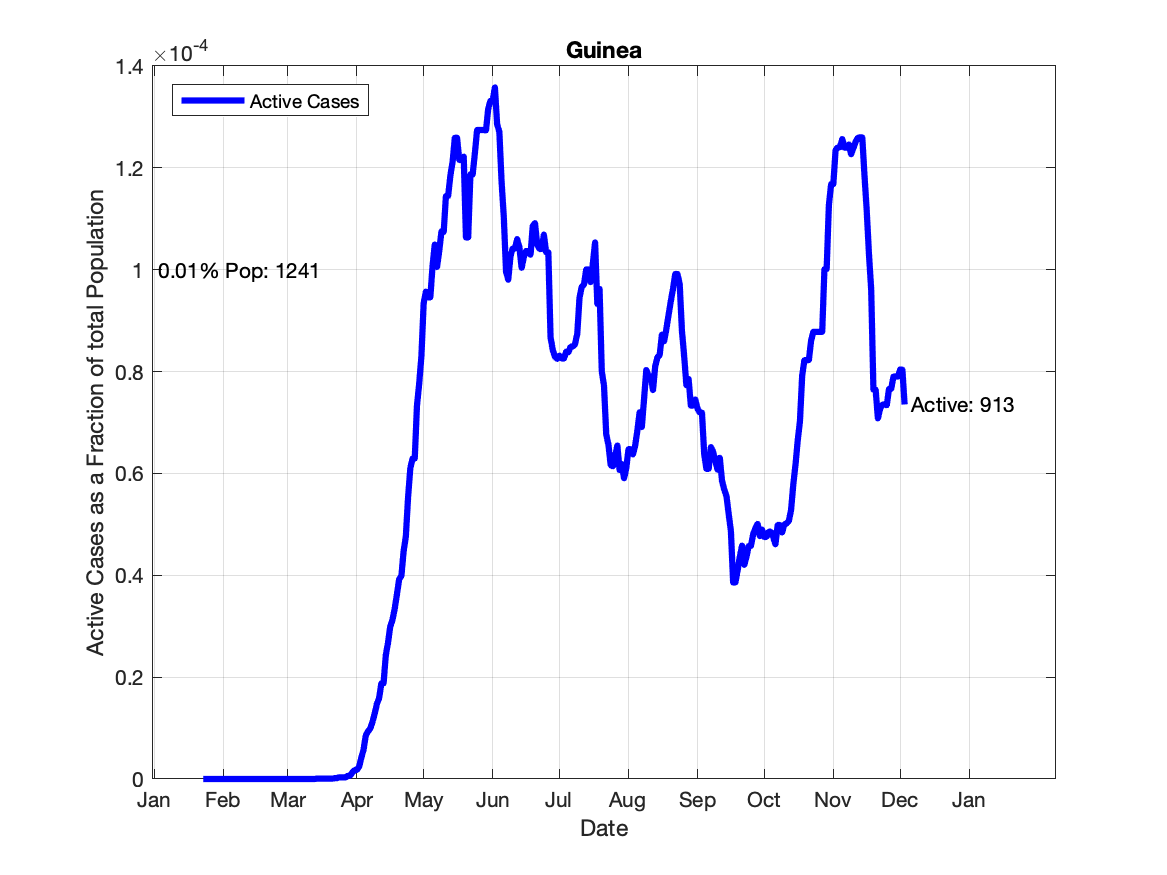 Guinea
×10-4
Active Cases
1.4
1.2
1
0.8
0.6
0.4
0.2
0
0.01% Pop: 1241
Active: 913
Active Cases as a Fraction of total Population
Jan Feb Mar Apr May Jun Jul Aug Sep Oct Nov Dec Jan
Date